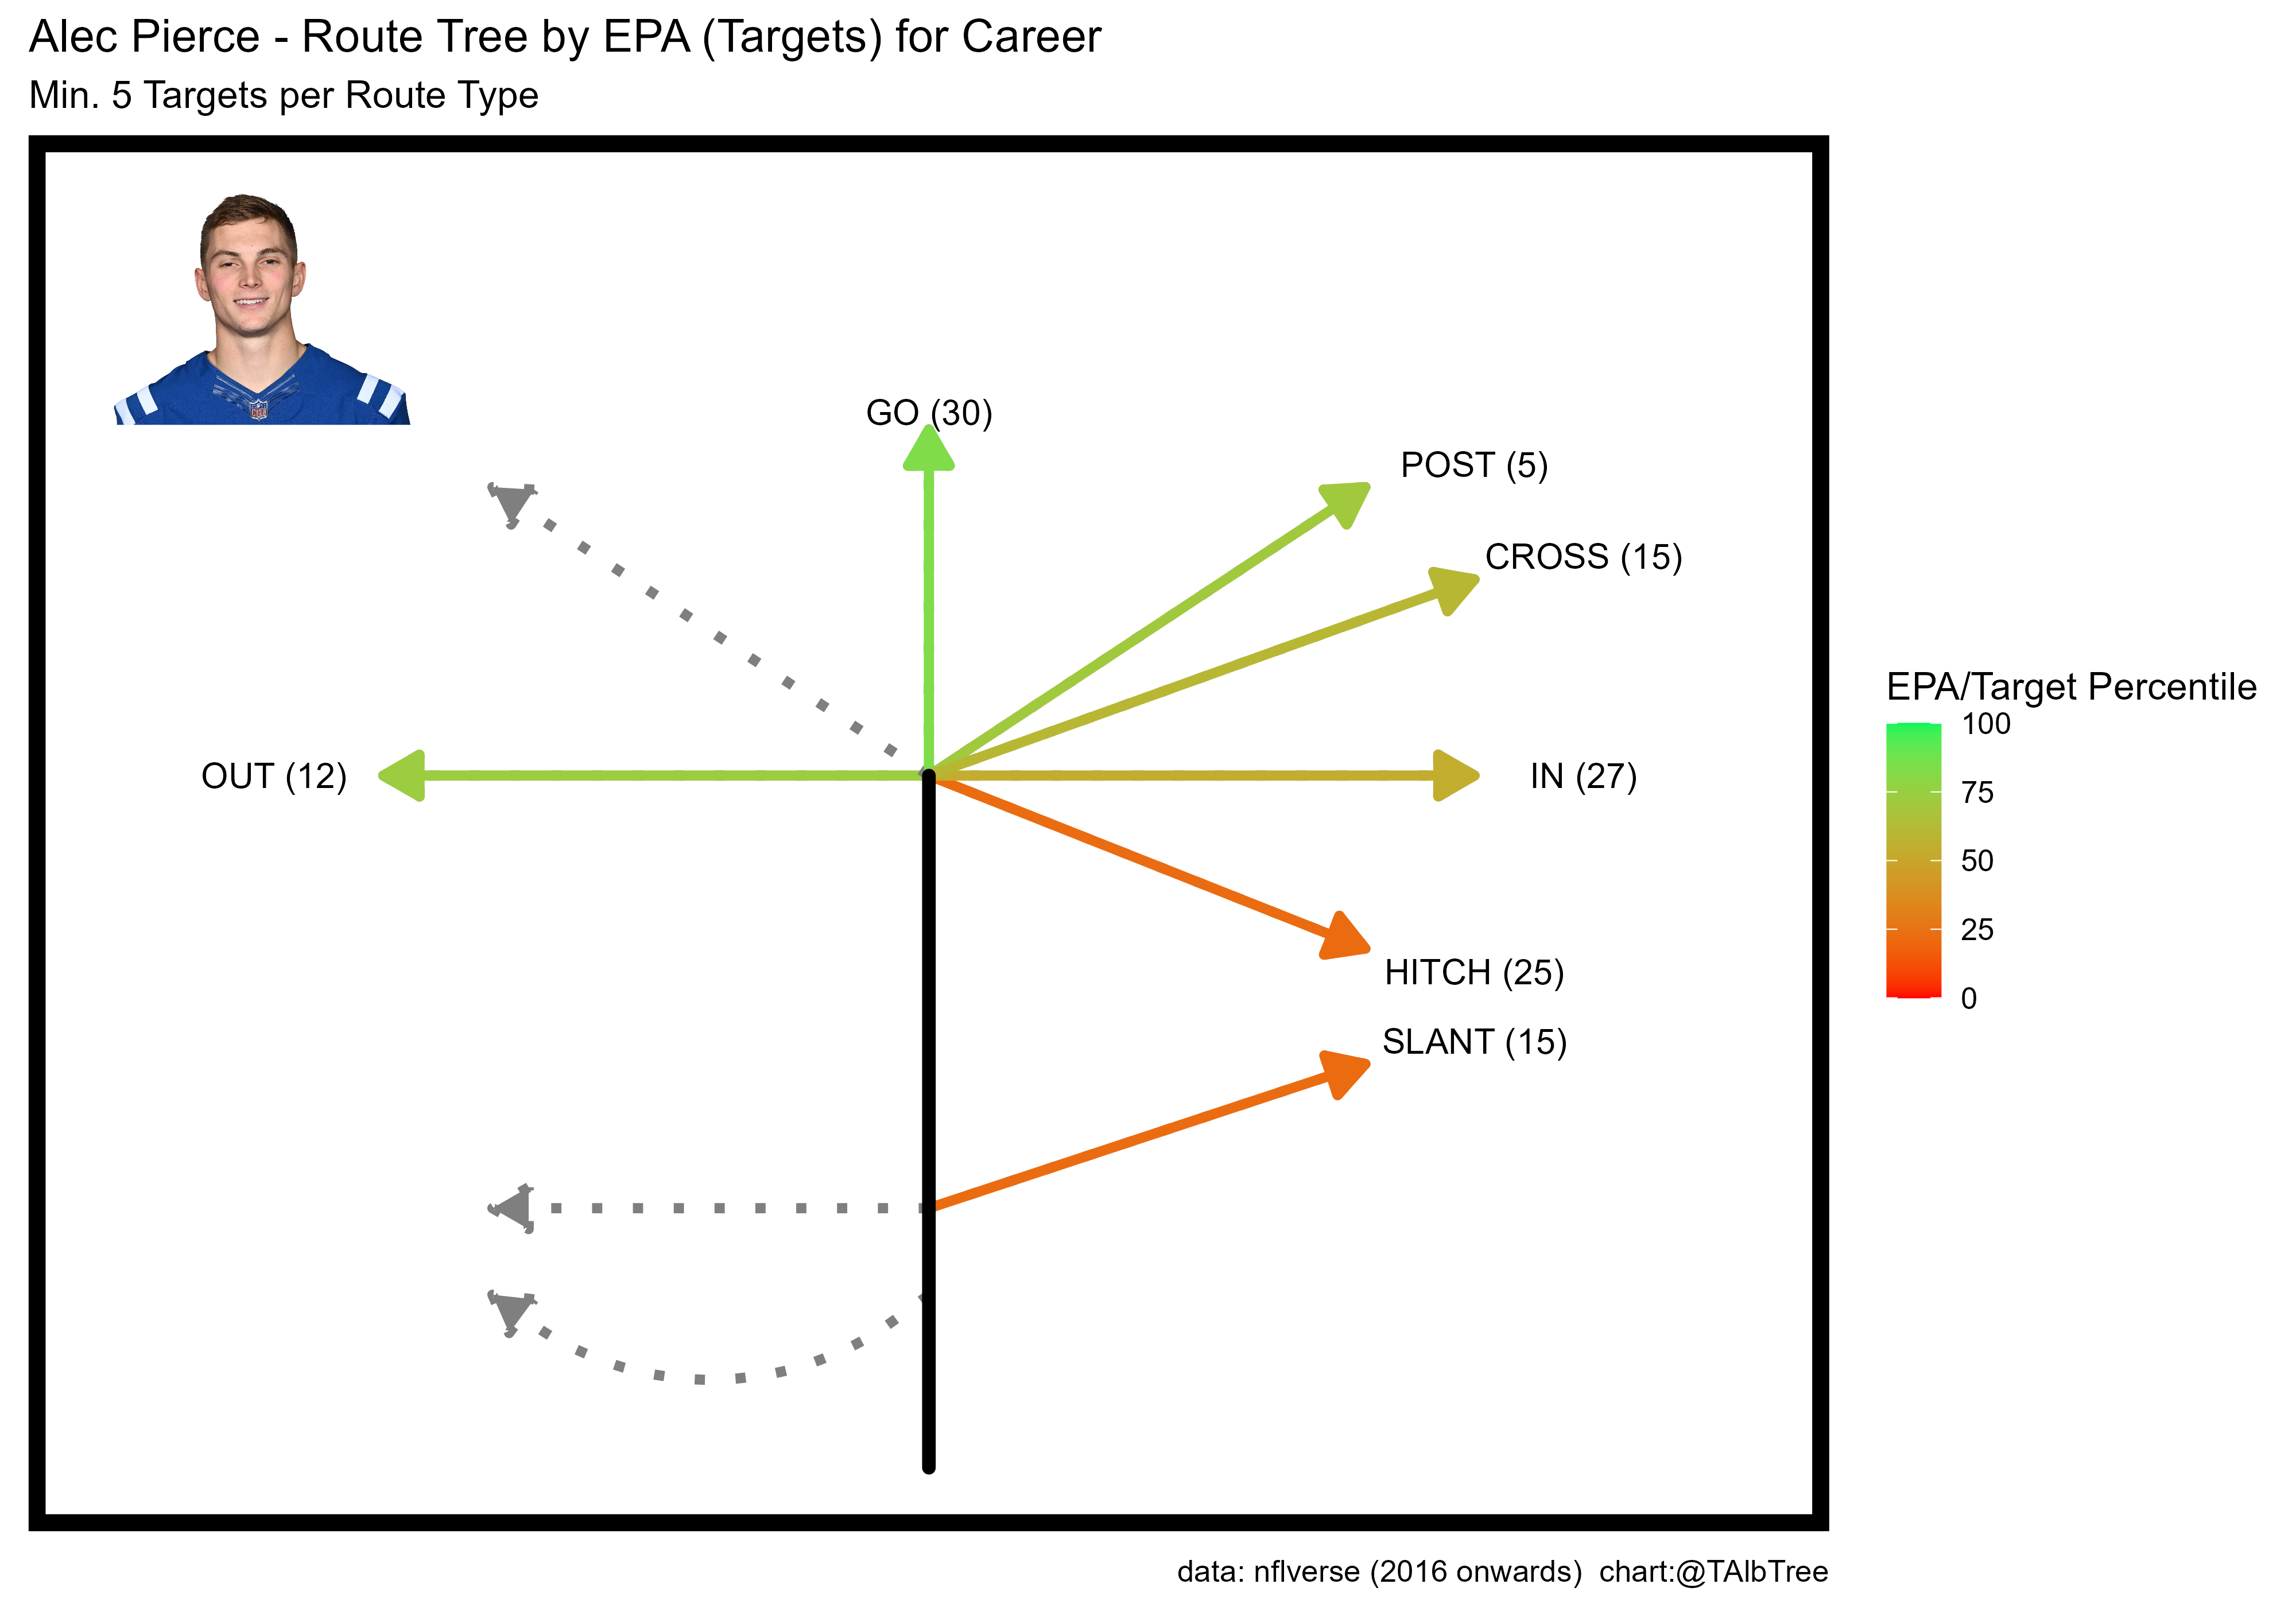 Alec Pierce - Route Tree by EPA (Targets) for Career
Min. 5 Targets per Route Type
GO (30)
POST (5)
CROSS (15)
OUT (12)
IN (27)
HITCH (25)
SLANT (15)
EPA/Target Percentile
100
75
50
25
0
data: nflverse (2016 onwards)  chart:@TAlbTree